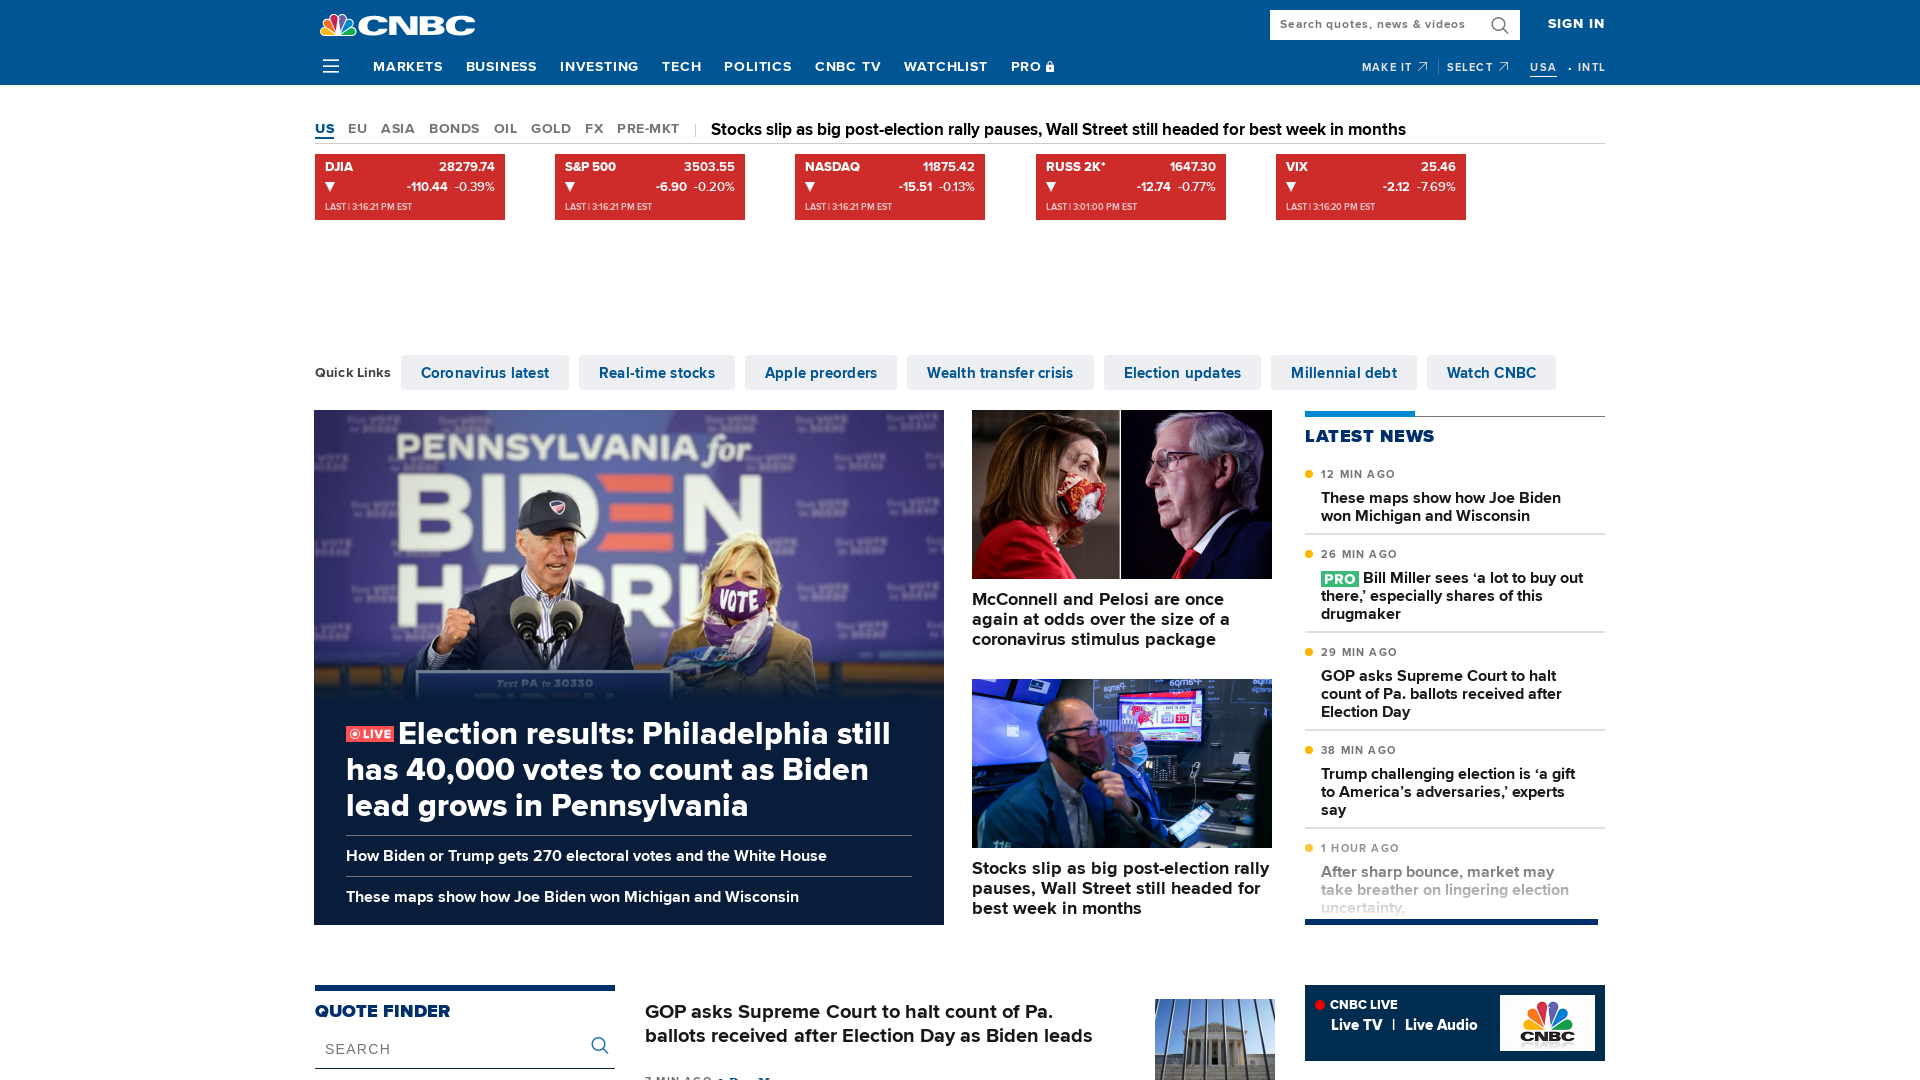 CNBC
Search quotes, news & videos
SIGN IN
MARKETS BUSINESS INVESTING TECH POLITICS CNBC TV WATCHLIST PRO
MAKE IT SELECT USA • INTL
US EU ASIA BONDS OIL GOLD FX PRE-MKT
Stocks slip as big post-election rally pauses, Wall Street still headed for best week in months
DJIA 28279.74
-110.44 -0.39%
LAST | 3:16:21 PM EST
S&P 500 3503.55
-6.90 -0.20%
LAST | 3:16:21 PM EST
NASDAQ 11875.42
-15.51 -0.13%
LAST | 3:16:21 PM EST
RUSS 2K* 1647.30
-12.74 -0.77%
LAST | 3:01:00 PM EST
VIX 25.46
-2.12 -7.69%
LAST | 3:16:20 PM EST
Quick Links Coronavirus latest Real-time stocks Apple preorders Wealth transfer crisis Election updates Millennial debt Watch CNBC
PENNSYLVANIA for
BIDEN
VOTE
Text PA to 30330
LIVE Election results: Philadelphia still
has 40,000 votes to count as Biden
lead grows in Pennsylvania
How Biden or Trump gets 270 electoral votes and the White House
These maps show how Joe Biden won Michigan and Wisconsin
McConnell and Pelosi are once
again at odds over the size of a
coronavirus stimulus package
Stocks slip as big post-election rally
pauses, Wall Street still headed for
best week in months
LATEST NEWS
12 MIN AGO
These maps show how Joe Biden
won Michigan and Wisconsin
26 MIN AGO
PRO Bill Miller sees ‘a lot to buy out
there,’ especially shares of this
drugmaker
29 MIN AGO
GOP asks Supreme Court to halt
count of Pa. ballots received after
Election Day
38 MIN AGO
Trump challenging election is ‘a gift
to America’s adversaries,’ experts
say
1 HOUR AGO
After sharp bounce, market may
take breather on lingering election
uncertainty,
QUOTE FINDER
SEARCH
GOP asks Supreme Court to halt count of Pa.
ballots received after Election Day as Biden leads
CNBC LIVE
Live TV | Live Audio
CNBC